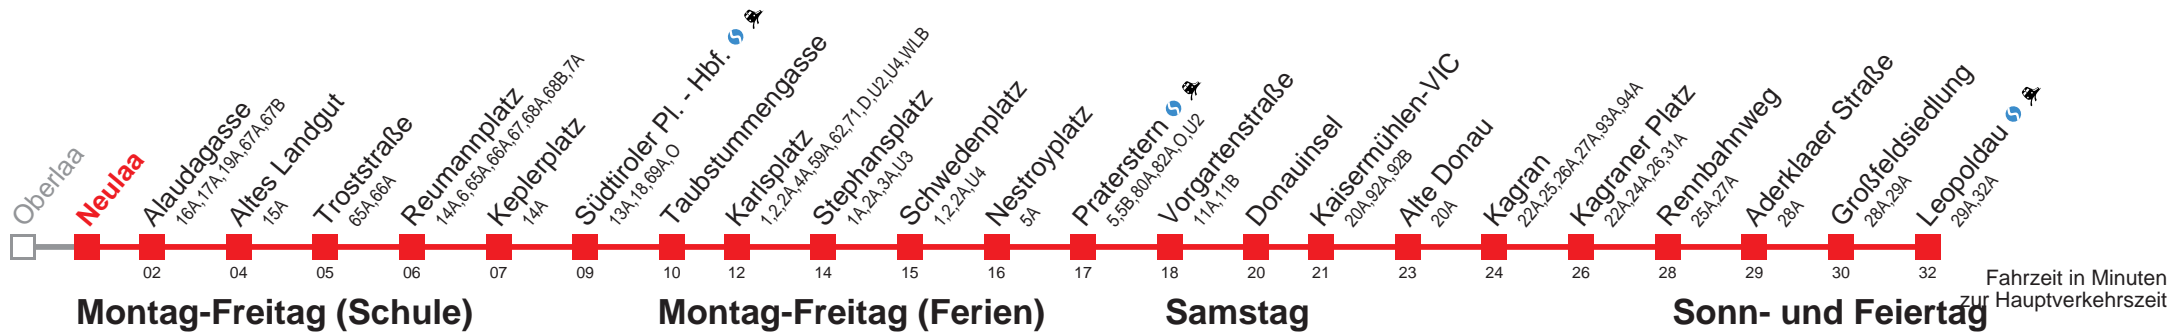 Oberlaa
Neulaa
Alaudagasse
16A,17A,19A,67A,67B
Altes Landgut
15A
Troststraße
65A,66A
Reumannplatz
14A,6,65A,66A,67,68A,68B,7A
Keplerplatz
14A
Südtiroler Pl. - Hbf.
13A,18,69A,O
Taubstummengasse
Karlsplatz
1,2,2A,4A,59A,62,71,D,U2,U4,WLB
Stephansplatz
1A,2A,3A,U3
Schwedenplatz
1,2,2A,U4
Nestroyplatz
5A
Praterstern
5,5B,80A,82A,O,U2
Vorgartenstraße
11A,11B
Donauinsel
Kaisermühlen-VIC
20A,92A,92B
Alte Donau
20A
Kagran
22A,25,26A,27A,93A,94A
Kagraner Platz
22A,24A,26,31A
Rennbahnweg
25A,27A
Aderklaaer Straße
28A
Großfeldsiedlung
28A,29A
Leopoldau
29A,32A
02 04 05 06 07 09 10 12 14 15 16 17 18 20 21 23 24 26 28 29 30 32
Fahrzeit in Minuten
zur Hauptverkehrszeit
Montag-Freitag (Schule) Montag-Freitag (Ferien) Samstag Sonn- und Feiertag